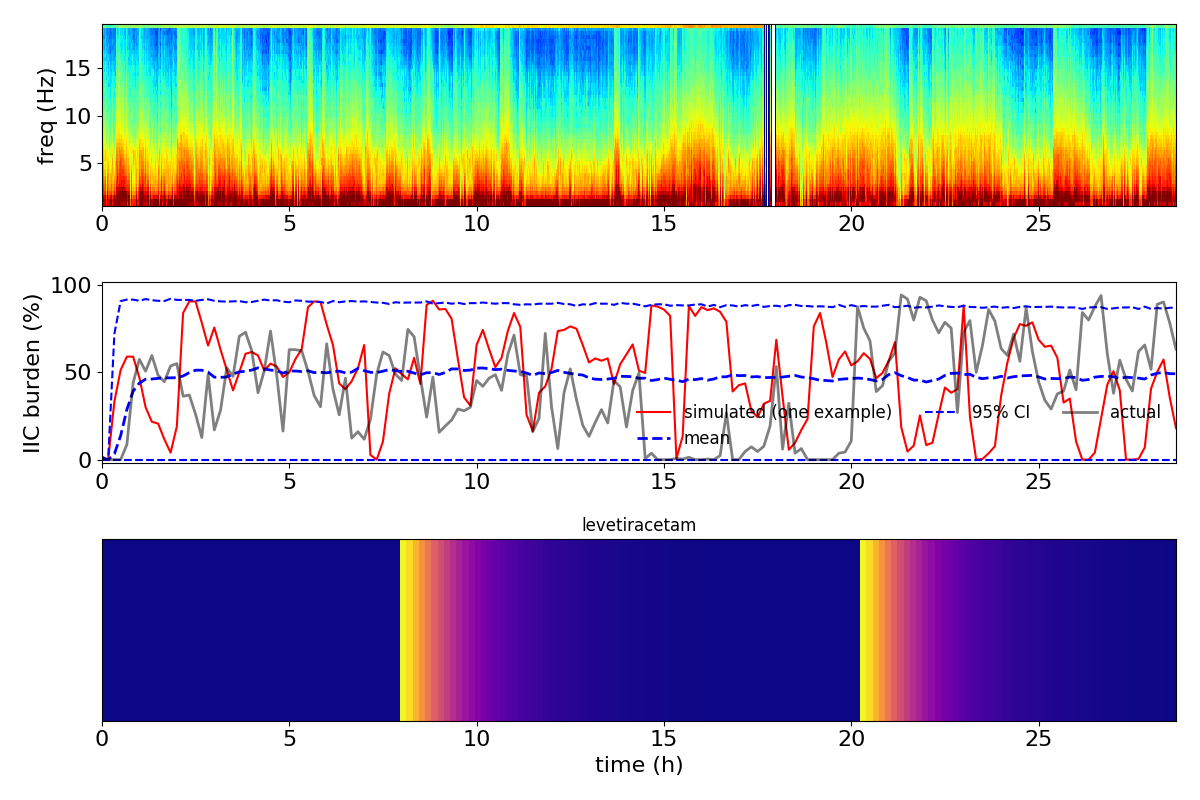 freq (Hz)
15
10
5
0 5 10 15 20 25
IIC burden (%)
100
50
0
simulated (one example) 95% CI actual
mean
0 5 10 15 20 25
levetiracetam
0 5 10 15 20 25
time (h)